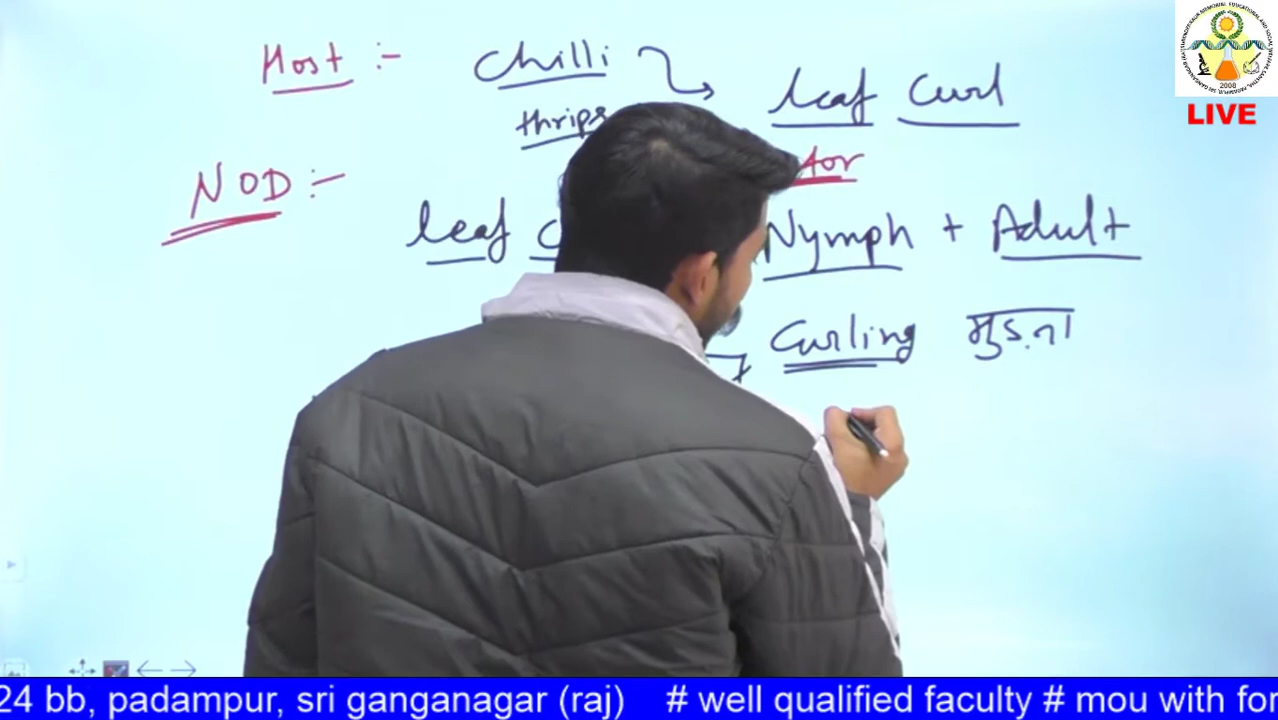 Host :- Chilli leaf Curl
thrips
NOD :-
leaf Nymph + Adult
Curling मुड़ना
2008
LIVE
24 bb, padampur, sri ganganagar (raj) # well qualified faculty # mou with for